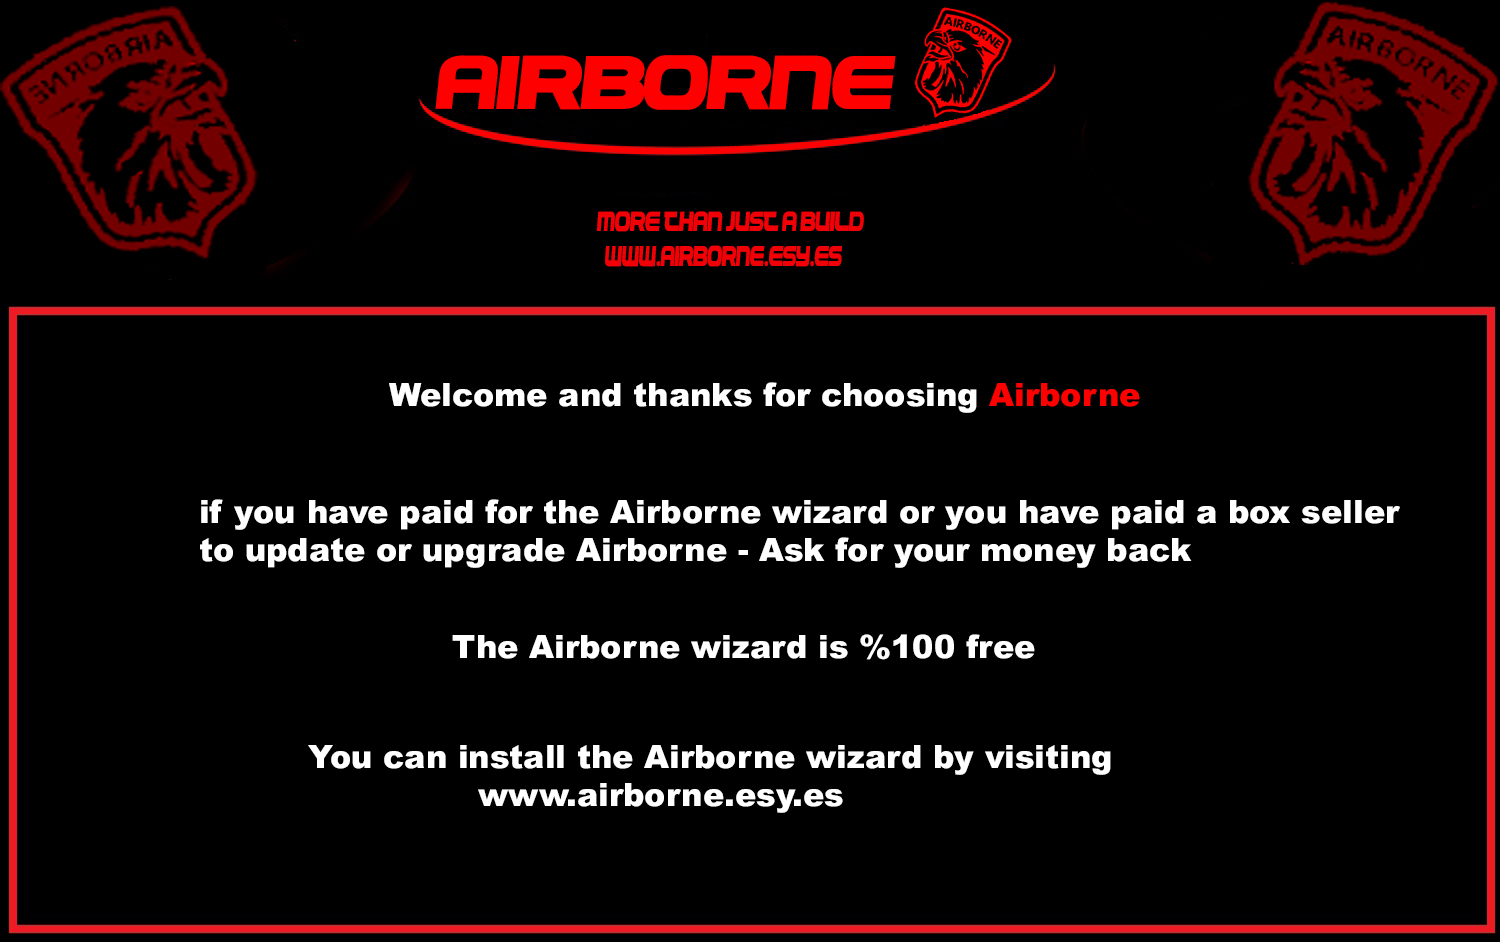 AIRBORNE
AIRBORNE
AIRBORNE
AIRBORNE
MORE THAN JUST A BUILD
WWW.AIRBORNE.ESY.ES
Welcome and thanks for choosing Airborne
if you have paid for the Airborne wizard or you have paid a box seller
to update or upgrade Airborne - Ask for your money back
The Airborne wizard is %100 free
You can install the Airborne wizard by visiting
www.airborne.esy.es